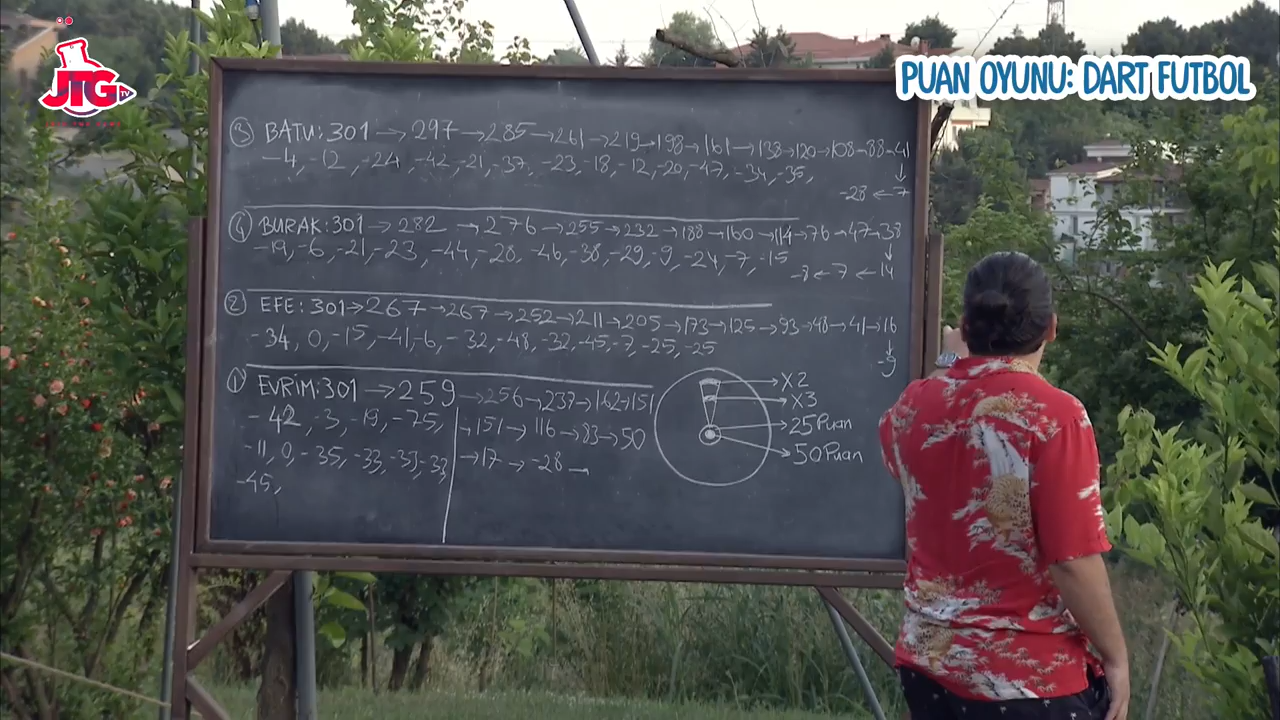 JTG TV
PUAN OYUNU: DART FUTBOL
③ BATU: 301 → 297 → 285 → 261 → 219 → 198 → 161 → 138 → 120 → 108 → 88 → 41
↓
-4, -12, -24, -42, -21, -37, -23, -18, -12, -20, -47, -34, -35,
-28 ← 7
④ BURAK: 301 → 282 → 276 → 255 → 232 → 188 → 160 → 114 → 76 → 47 → 38
↓
-19, -6, -21, -23, -44, -28, -46, -38, -29, -9, -24, -7, -15
-8 ← 7 ← 14
② EFE: 301 → 267 → 267 → 252 → 211 → 205 → 173 → 125 → 93 → 48 → 41 → 16
↓
-34, 0, -15, -41, -6, -32, -48, -32, -45, -7, -25, -25
-9
① EVRİM: 301 → 259 → 256 → 237 → 162 → 151
-42, -3, -19, -75,
→ 151 → 116 → 83 → 50
-11, 0, -35, -33, -33, -33,
→ 17 → -28 →
-45,
X2
X3
25 Puan
50 Puan